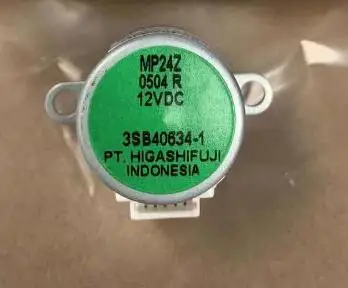 MP24Z
0504 R
12VDC
3SB40634-1
PT. HIGASHIFUJI
INDONESIA